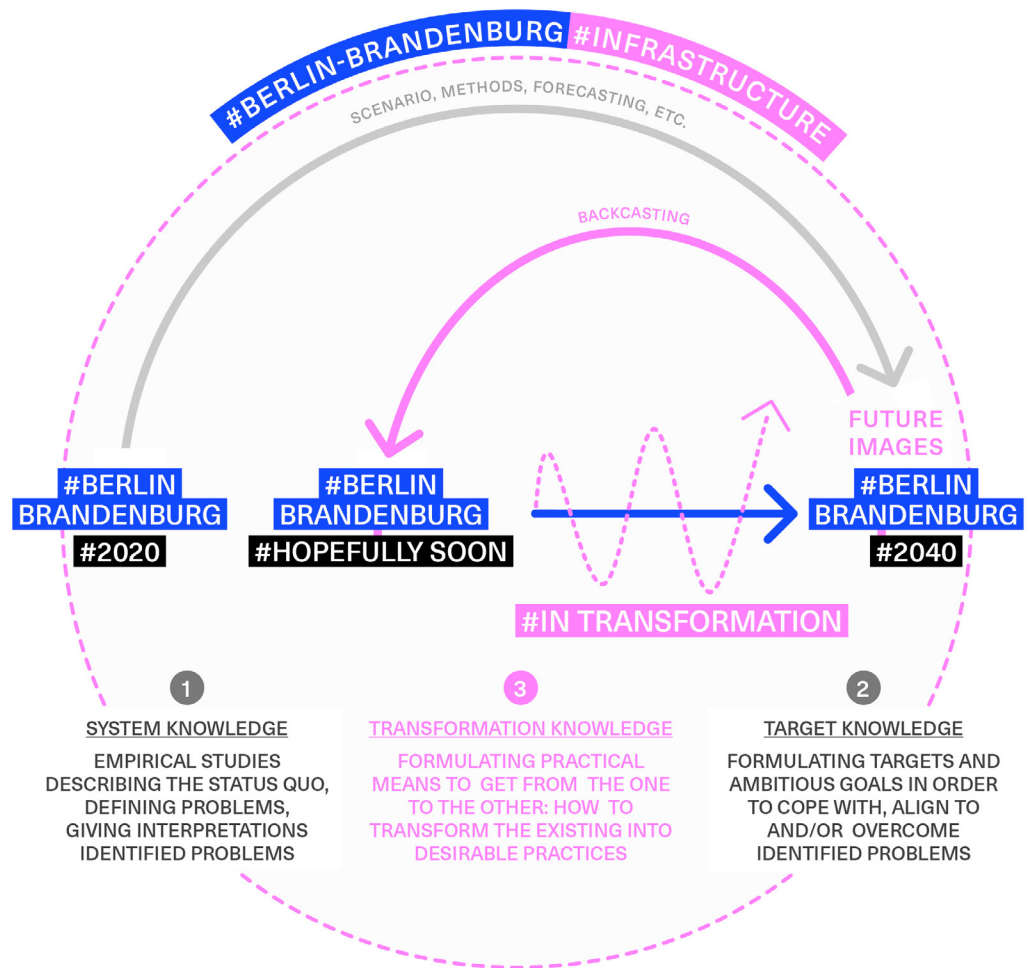 #BERLIN-BRANDENBURG #INFRASTRUCTURE
SCENARIO, METHODS, FORECASTING, ETC.
BACKCASTING
FUTURE
IMAGES
#BERLIN
BRANDENBURG
#2020
#BERLIN
BRANDENBURG
#HOPEFULLY SOON
#BERLIN
BRANDENBURG
#2040
#IN TRANSFORMATION
1
SYSTEM KNOWLEDGE
EMPIRICAL STUDIES
DESCRIBING THE STATUS QUO,
DEFINING PROBLEMS,
GIVING INTERPRETATIONS
IDENTIFIED PROBLEMS
3
TRANSFORMATION KNOWLEDGE
FORMULATING PRACTICAL
MEANS TO GET FROM THE ONE
TO THE OTHER: HOW TO
TRANSFORM THE EXISTING INTO
DESIRABLE PRACTICES
2
TARGET KNOWLEDGE
FORMULATING TARGETS AND
AMBITIOUS GOALS IN ORDER
TO COPE WITH, ALIGN TO
AND/OR OVERCOME
IDENTIFIED PROBLEMS